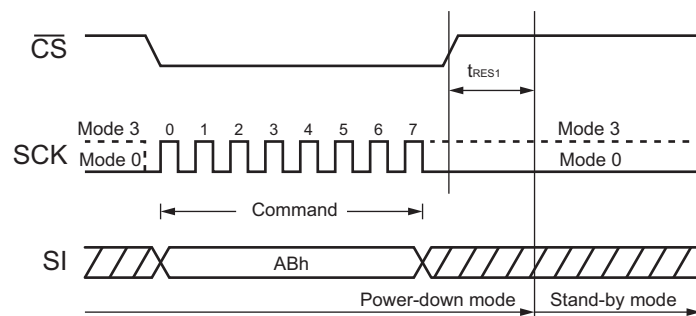 CS
tRES1
Mode 3 0 1 2 3 4 5 6 7 Mode 3
SCK
Mode 0 Mode 0
Command
SI ABh
Power-down mode Stand-by mode